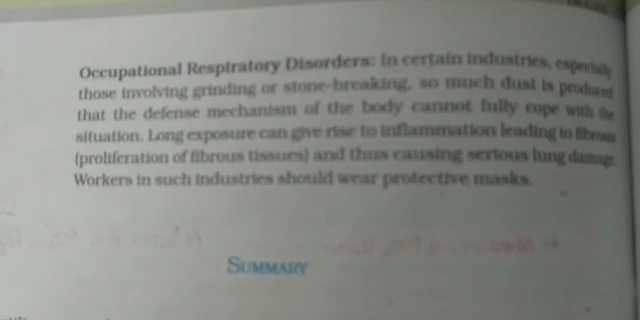 Occupational Respiratory Disorders: In certain industries, especially
those involving grinding or stone-breaking, so much dust is produced
that the defense mechanism of the body cannot fully cope with the
situation. Long exposure can give rise to inflammation leading to fibrosis
(proliferation of fibrous tissues) and thus causing serious lung damage.
Workers in such industries should wear protective masks.
SUMMARY